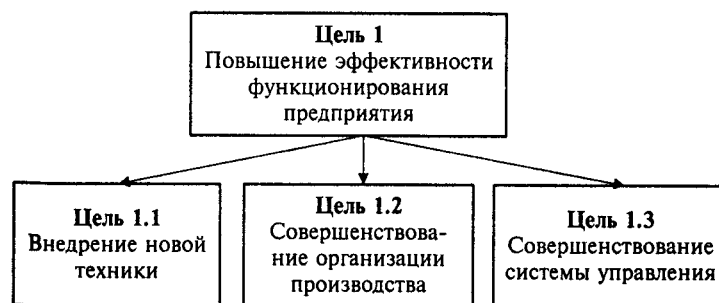 Цель 1
Повышение эффективности
функционирования
предприятия
Цель 1.1
Внедрение новой
техники
Цель 1.2
Совершенствова-
ние организации
производства
Цель 1.3
Совершенствование
системы управления